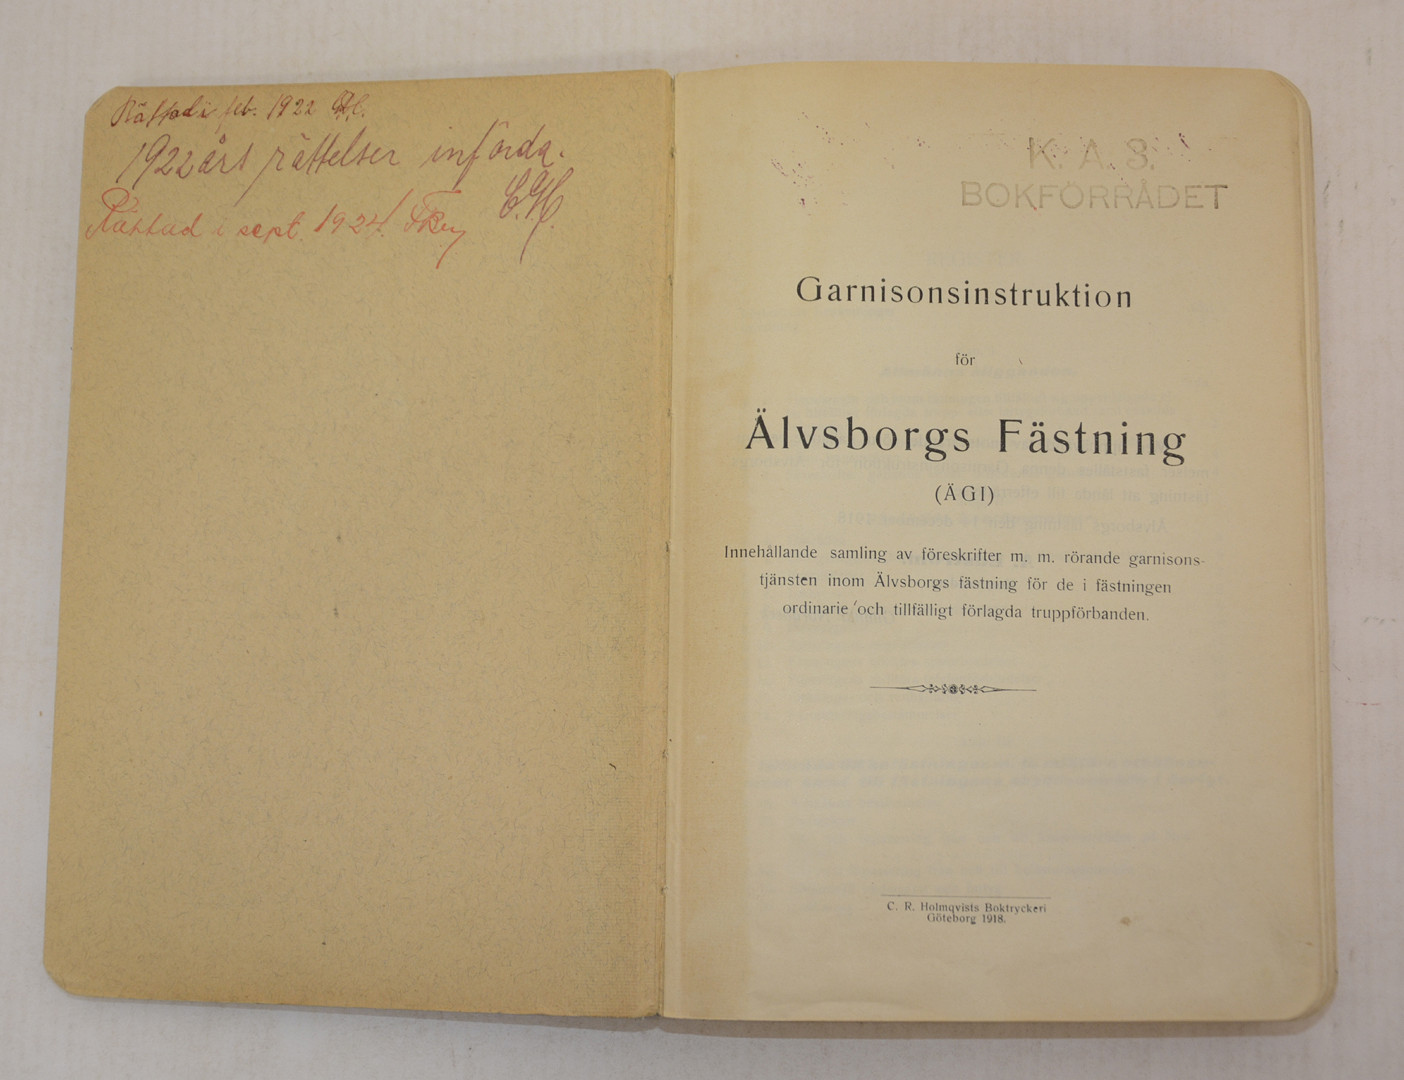 Rättad i feb. 1922
1922 års rättelser införda.
C.H.
Rättad i sept. 1924.
K. A. 3.
BOKFÖRRÅDET
Garnisonsinstruktion
för
Älvsborgs Fästning
(ÄGI)
Innehållande samling av föreskrifter m. m. rörande garnisons-
tjänsten inom Älvsborgs fästning för de i fästningen
ordinarie och tillfälligt förlagda truppförbanden.
C. R. Holmqvists Boktryckeri
Göteborg 1918.